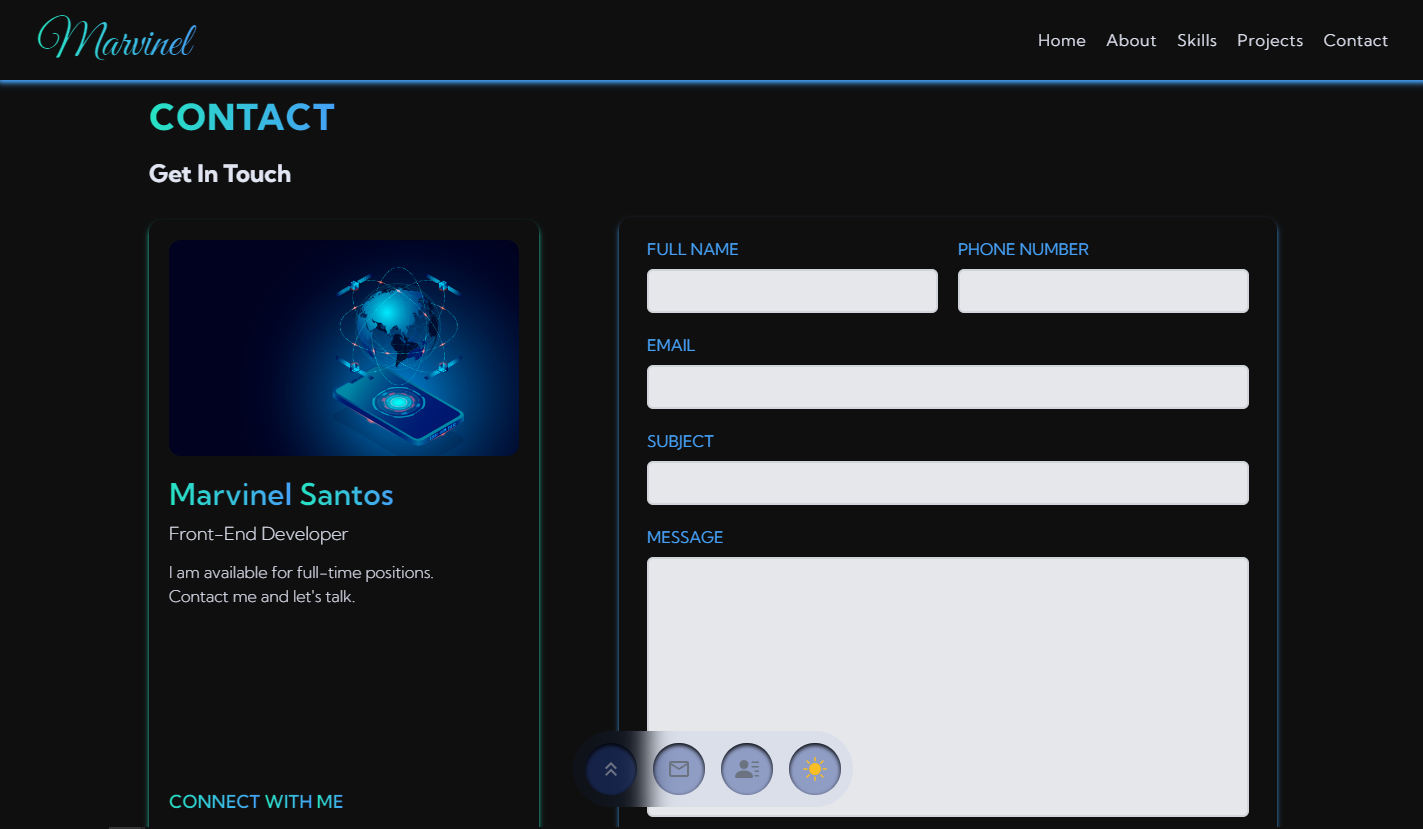 Marvinel
Home About Skills Projects Contact
CONTACT
Get In Touch
Marvinel Santos
Front-End Developer
I am available for full-time positions.
Contact me and let's talk.
CONNECT WITH ME
FULL NAME
PHONE NUMBER
EMAIL
SUBJECT
MESSAGE